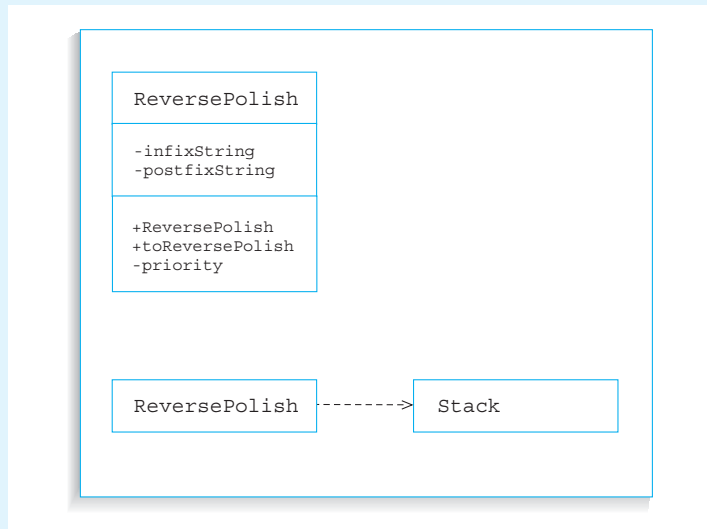 ReversePolish
-infixString
-postfixString
+ReversePolish
+toReversePolish
-priority
ReversePolish
Stack